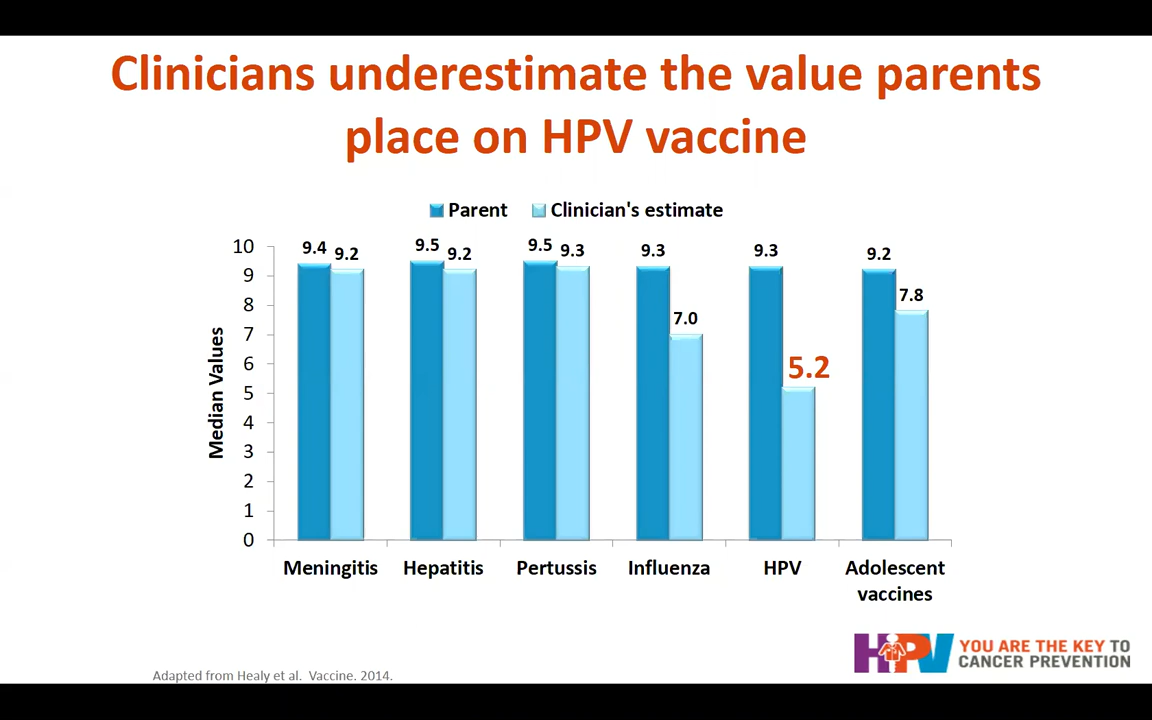 Clinicians underestimate the value parents
place on HPV vaccine
Parent Clinician's estimate
10
9
8
7
6
5
4
3
2
1
0
Median Values
9.4 9.2 9.5 9.2 9.5 9.3 9.3 7.0 9.3 5.2 9.2 7.8
Meningitis Hepatitis Pertussis Influenza HPV Adolescent
vaccines
HPV YOU ARE THE KEY TO
CANCER PREVENTION
Adapted from Healy et al. Vaccine. 2014.